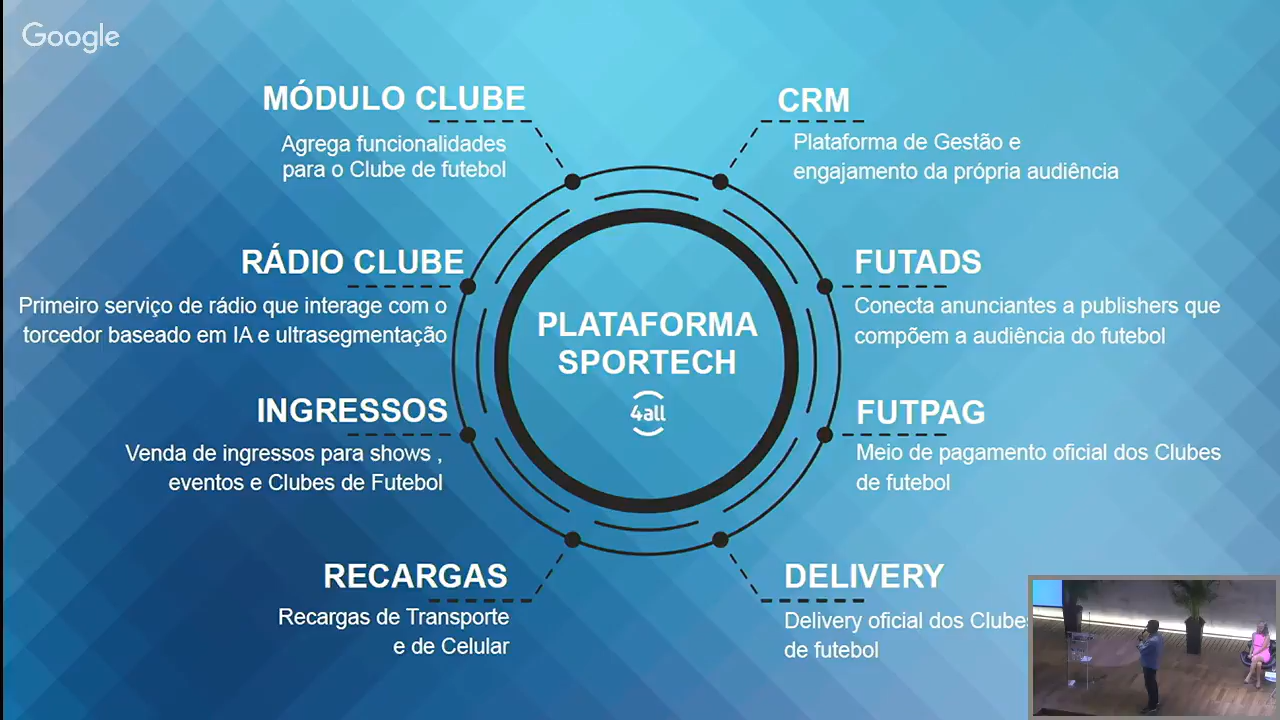 Google
MÓDULO CLUBE
Agrega funcionalidades
para o Clube de futebol
CRM
Plataforma de Gestão e
engajamento da própria audiência
RÁDIO CLUBE
Primeiro serviço de rádio que interage com o
torcedor baseado em IA e ultrasegmentação
FUTADS
Conecta anunciantes a publishers que
compõem a audiência do futebol
PLATAFORMA
SPORTECH
4all
INGRESSOS
Venda de ingressos para shows ,
eventos e Clubes de Futebol
FUTPAG
Meio de pagamento oficial dos Clubes
de futebol
RECARGAS
Recargas de Transporte
e de Celular
DELIVERY
Delivery oficial dos Clubes
de futebol